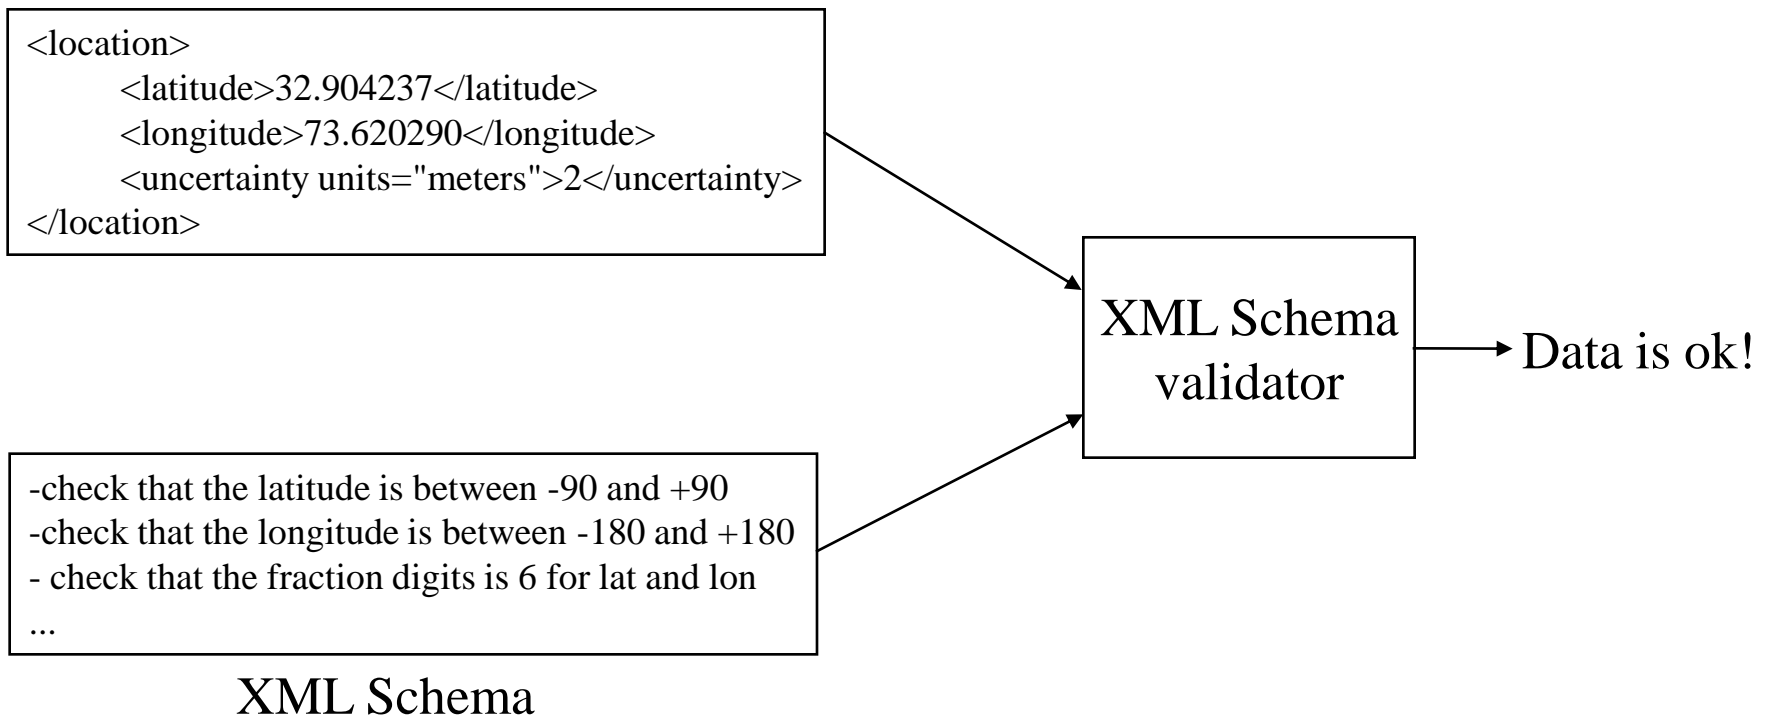 <location>
<latitude>32.904237</latitude>
<longitude>73.620290</longitude>
<uncertainty units="meters">2</uncertainty>
</location>
XML Schema
validator
Data is ok!
-check that the latitude is between -90 and +90
-check that the longitude is between -180 and +180
- check that the fraction digits is 6 for lat and lon
...
XML Schema